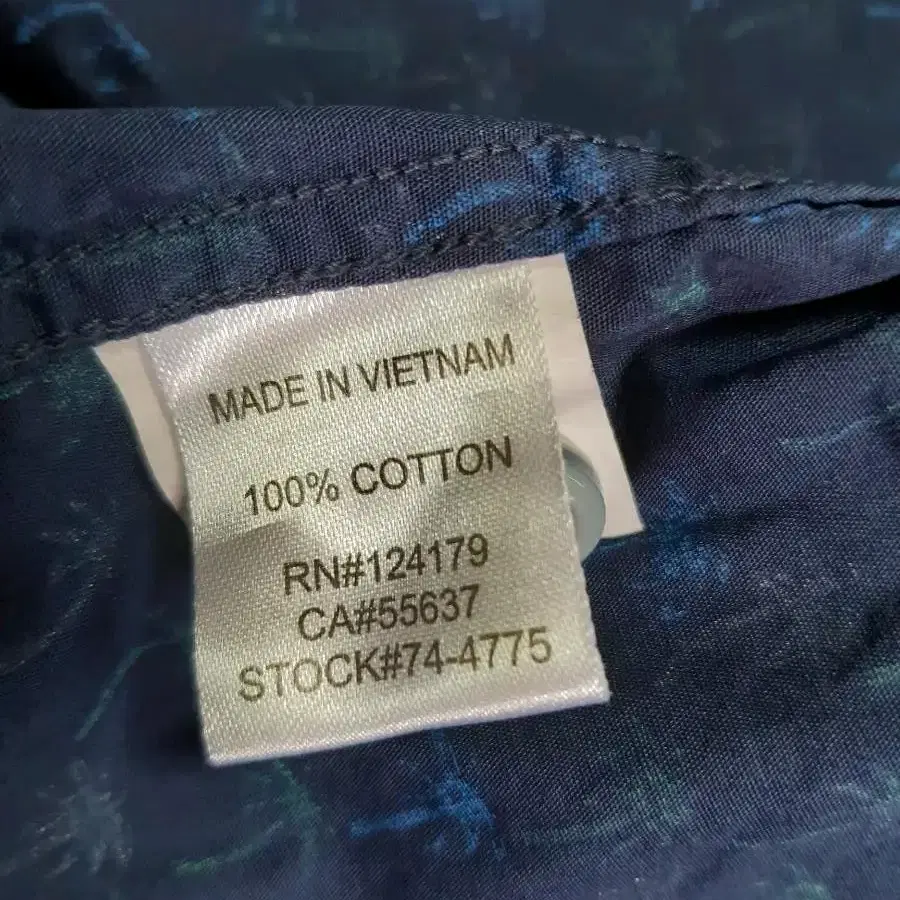 MADE IN VIETNAM
100% COTTON
RN#124179
CA#55637
STOCK#74-4775